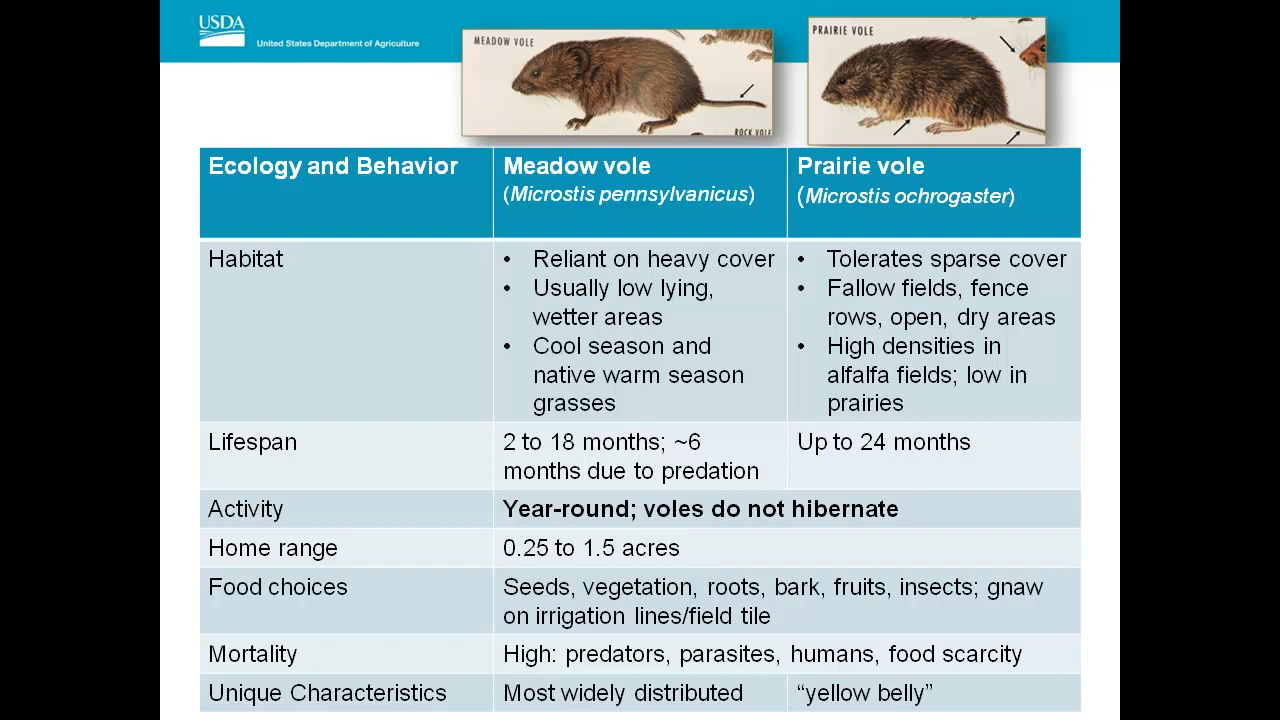 USDA
United States Department of Agriculture
MEADOW VOLE
ROCK VOLE
PRAIRIE VOLE
Ecology and Behavior
Meadow vole
(Microstis pennsylvanicus)
Prairie vole
(Microstis ochrogaster)
Habitat
• Reliant on heavy cover
• Usually low lying,
wetter areas
• Cool season and
native warm season
grasses
• Tolerates sparse cover
• Fallow fields, fence
rows, open, dry areas
• High densities in
alfalfa fields; low in
prairies
Lifespan
2 to 18 months; ~6
months due to predation
Up to 24 months
Activity
Year-round; voles do not hibernate
Home range
0.25 to 1.5 acres
Food choices
Seeds, vegetation, roots, bark, fruits, insects; gnaw
on irrigation lines/field tile
Mortality
High: predators, parasites, humans, food scarcity
Unique Characteristics
Most widely distributed
“yellow belly”